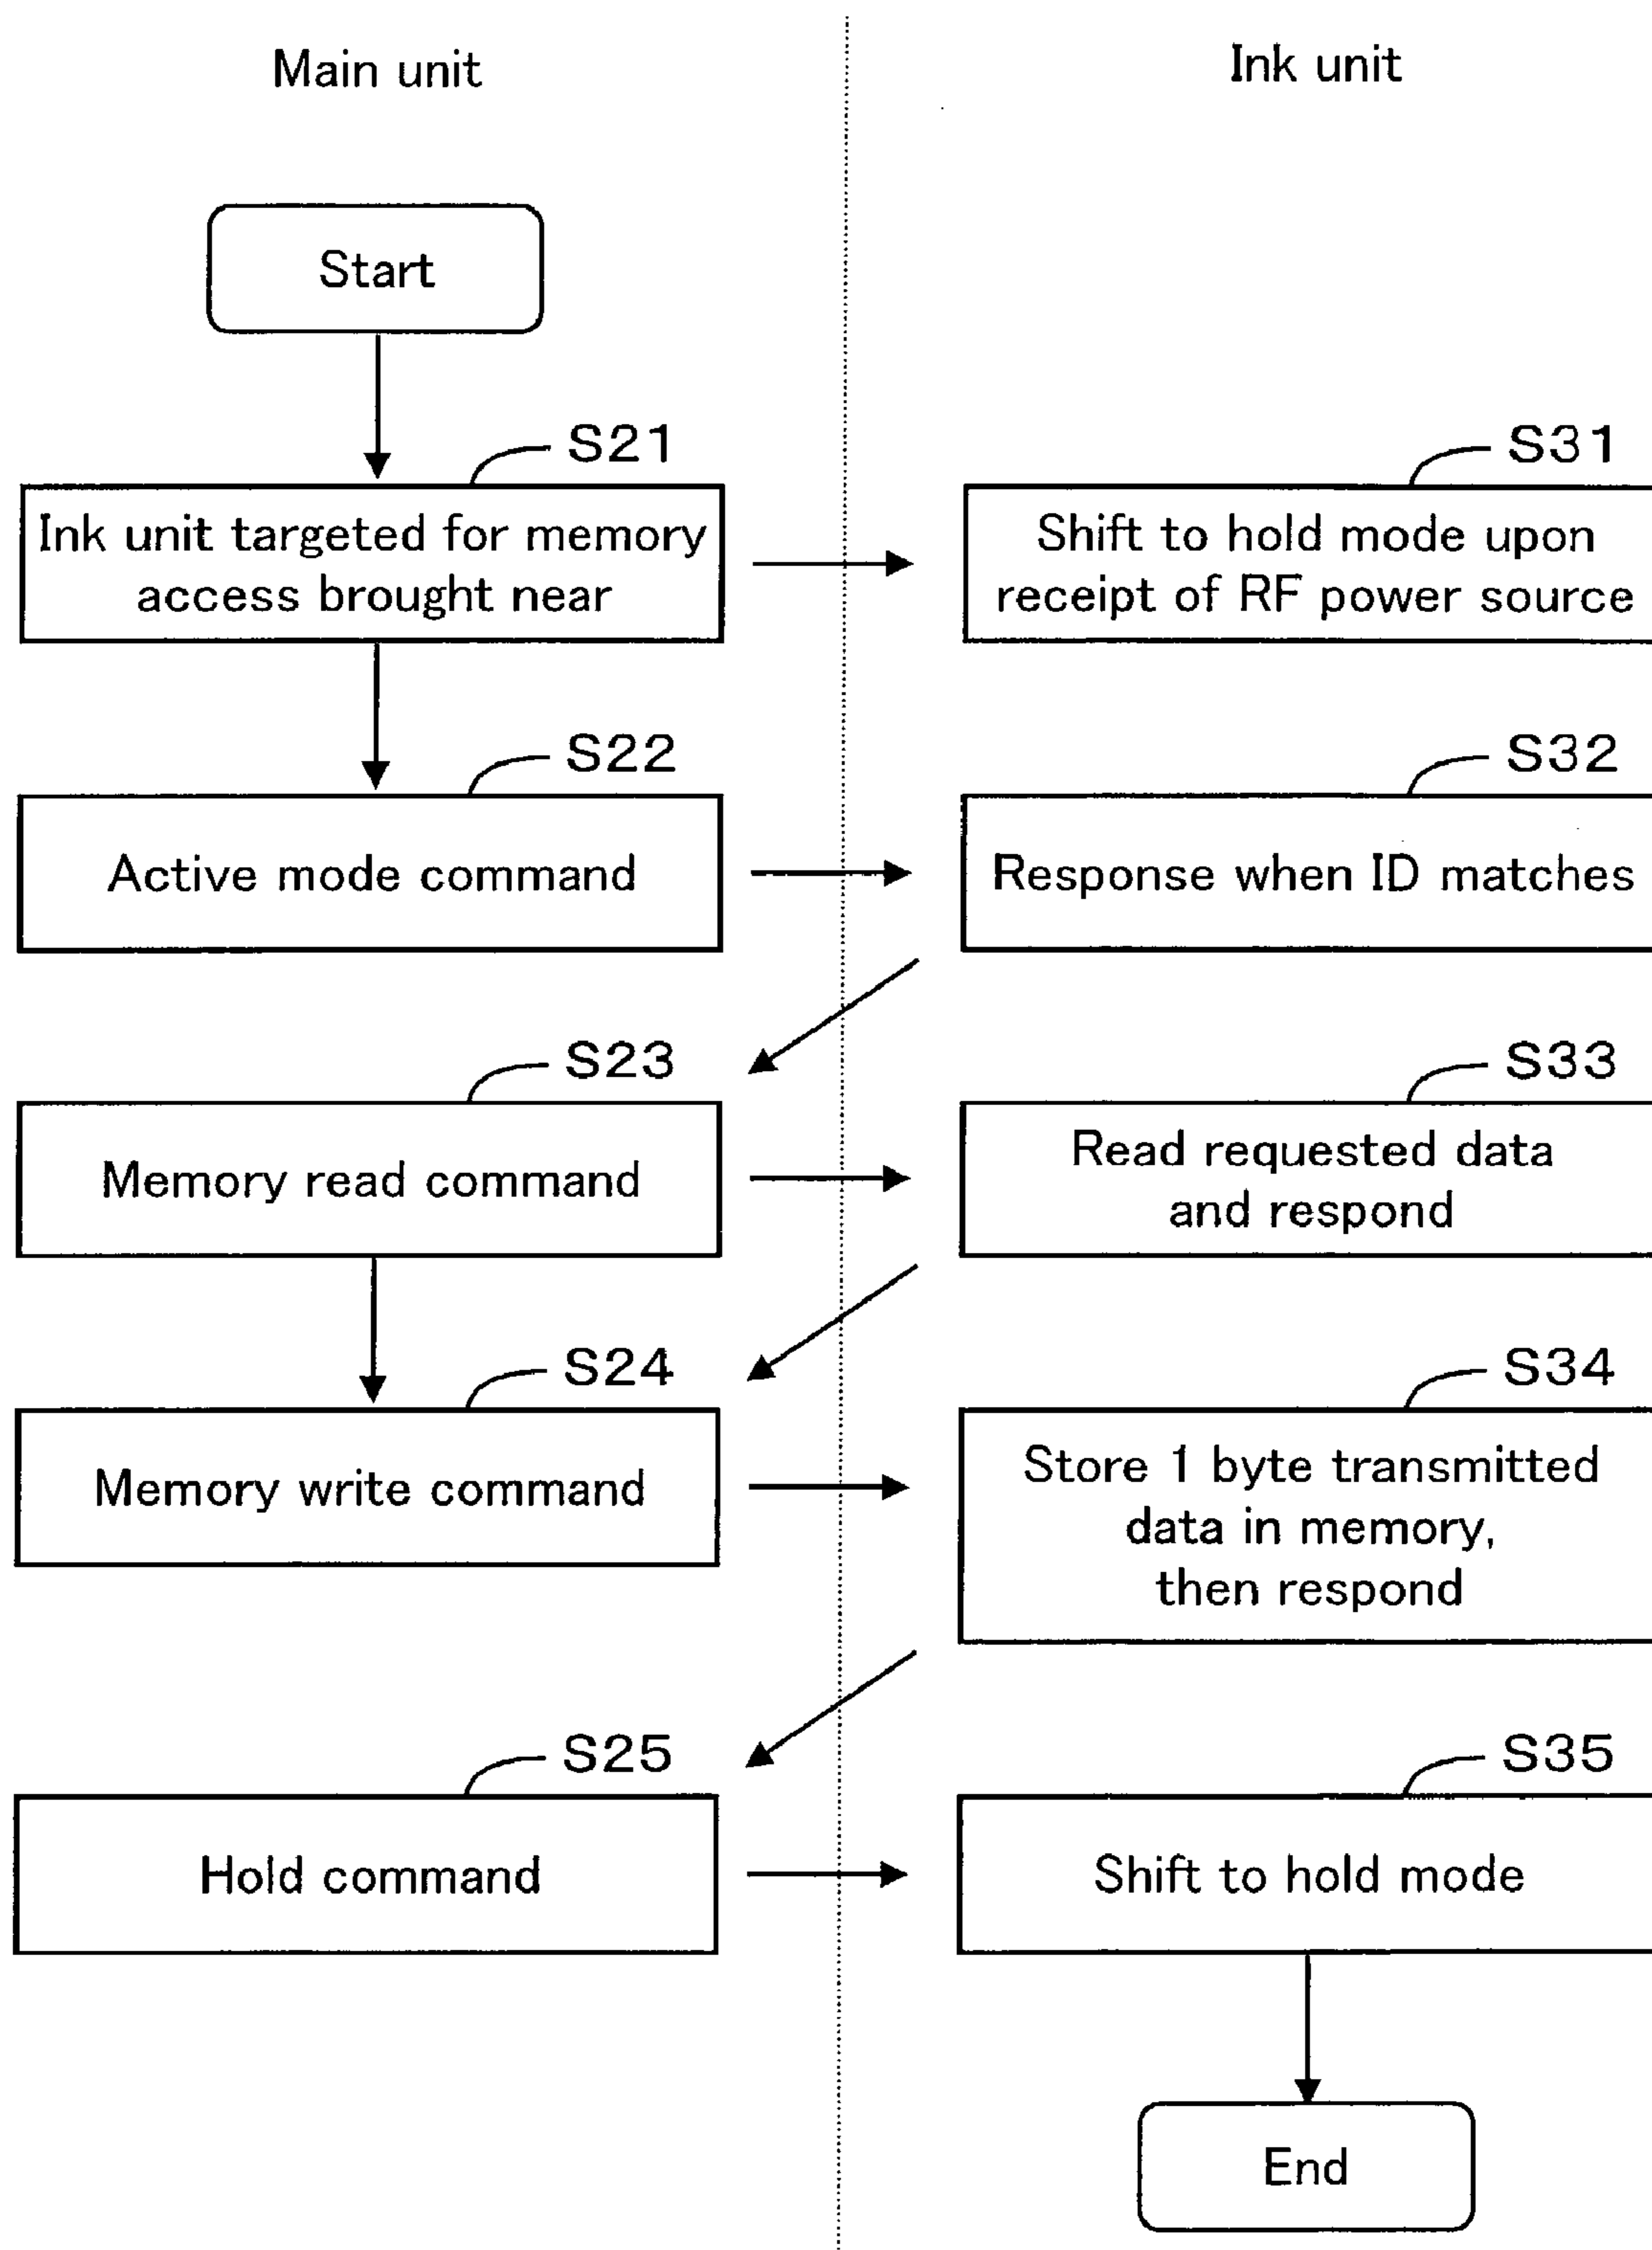 Main unit
Ink unit
Start
S21
S31
Ink unit targeted for memory
access brought near
Shift to hold mode upon
receipt of RF power source
S22
S32
Active mode command
Response when ID matches
S23
S33
Memory read command
Read requested data
and respond
S24
S34
Memory write command
Store 1 byte transmitted
data in memory,
then respond
S25
S35
Hold command
Shift to hold mode
End